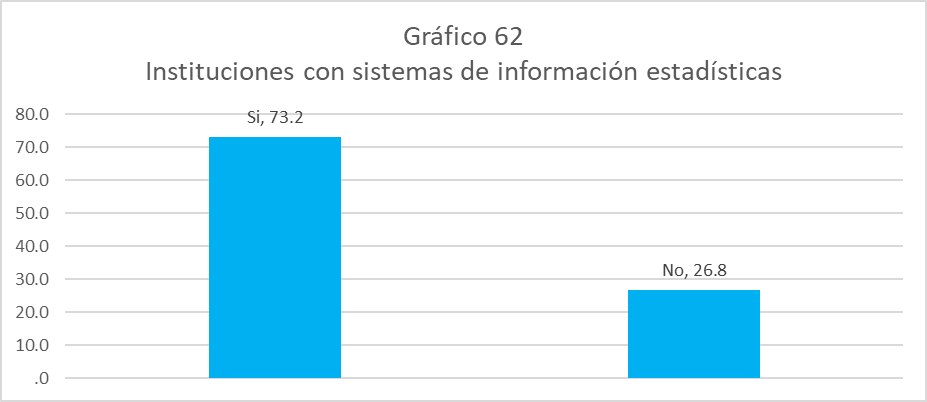 Gráfico 62
Instituciones con sistemas de información estadísticas
80.0
70.0
60.0
50.0
40.0
30.0
20.0
10.0
.0
Si, 73.2
No, 26.8